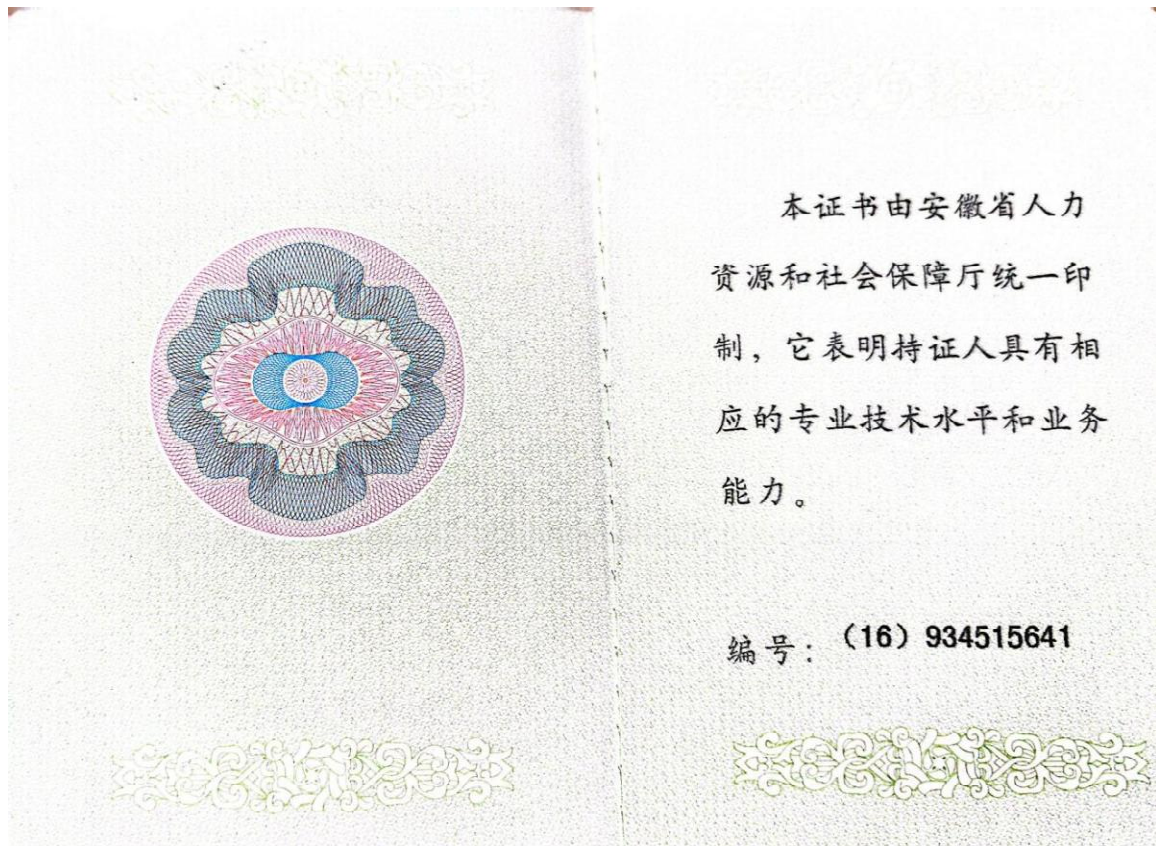 本证书由安徽省人力
资源和社会保障厅统一印
制，它表明持证人具有相
应的专业技术水平和业务
能力。
编号：（16）934515641